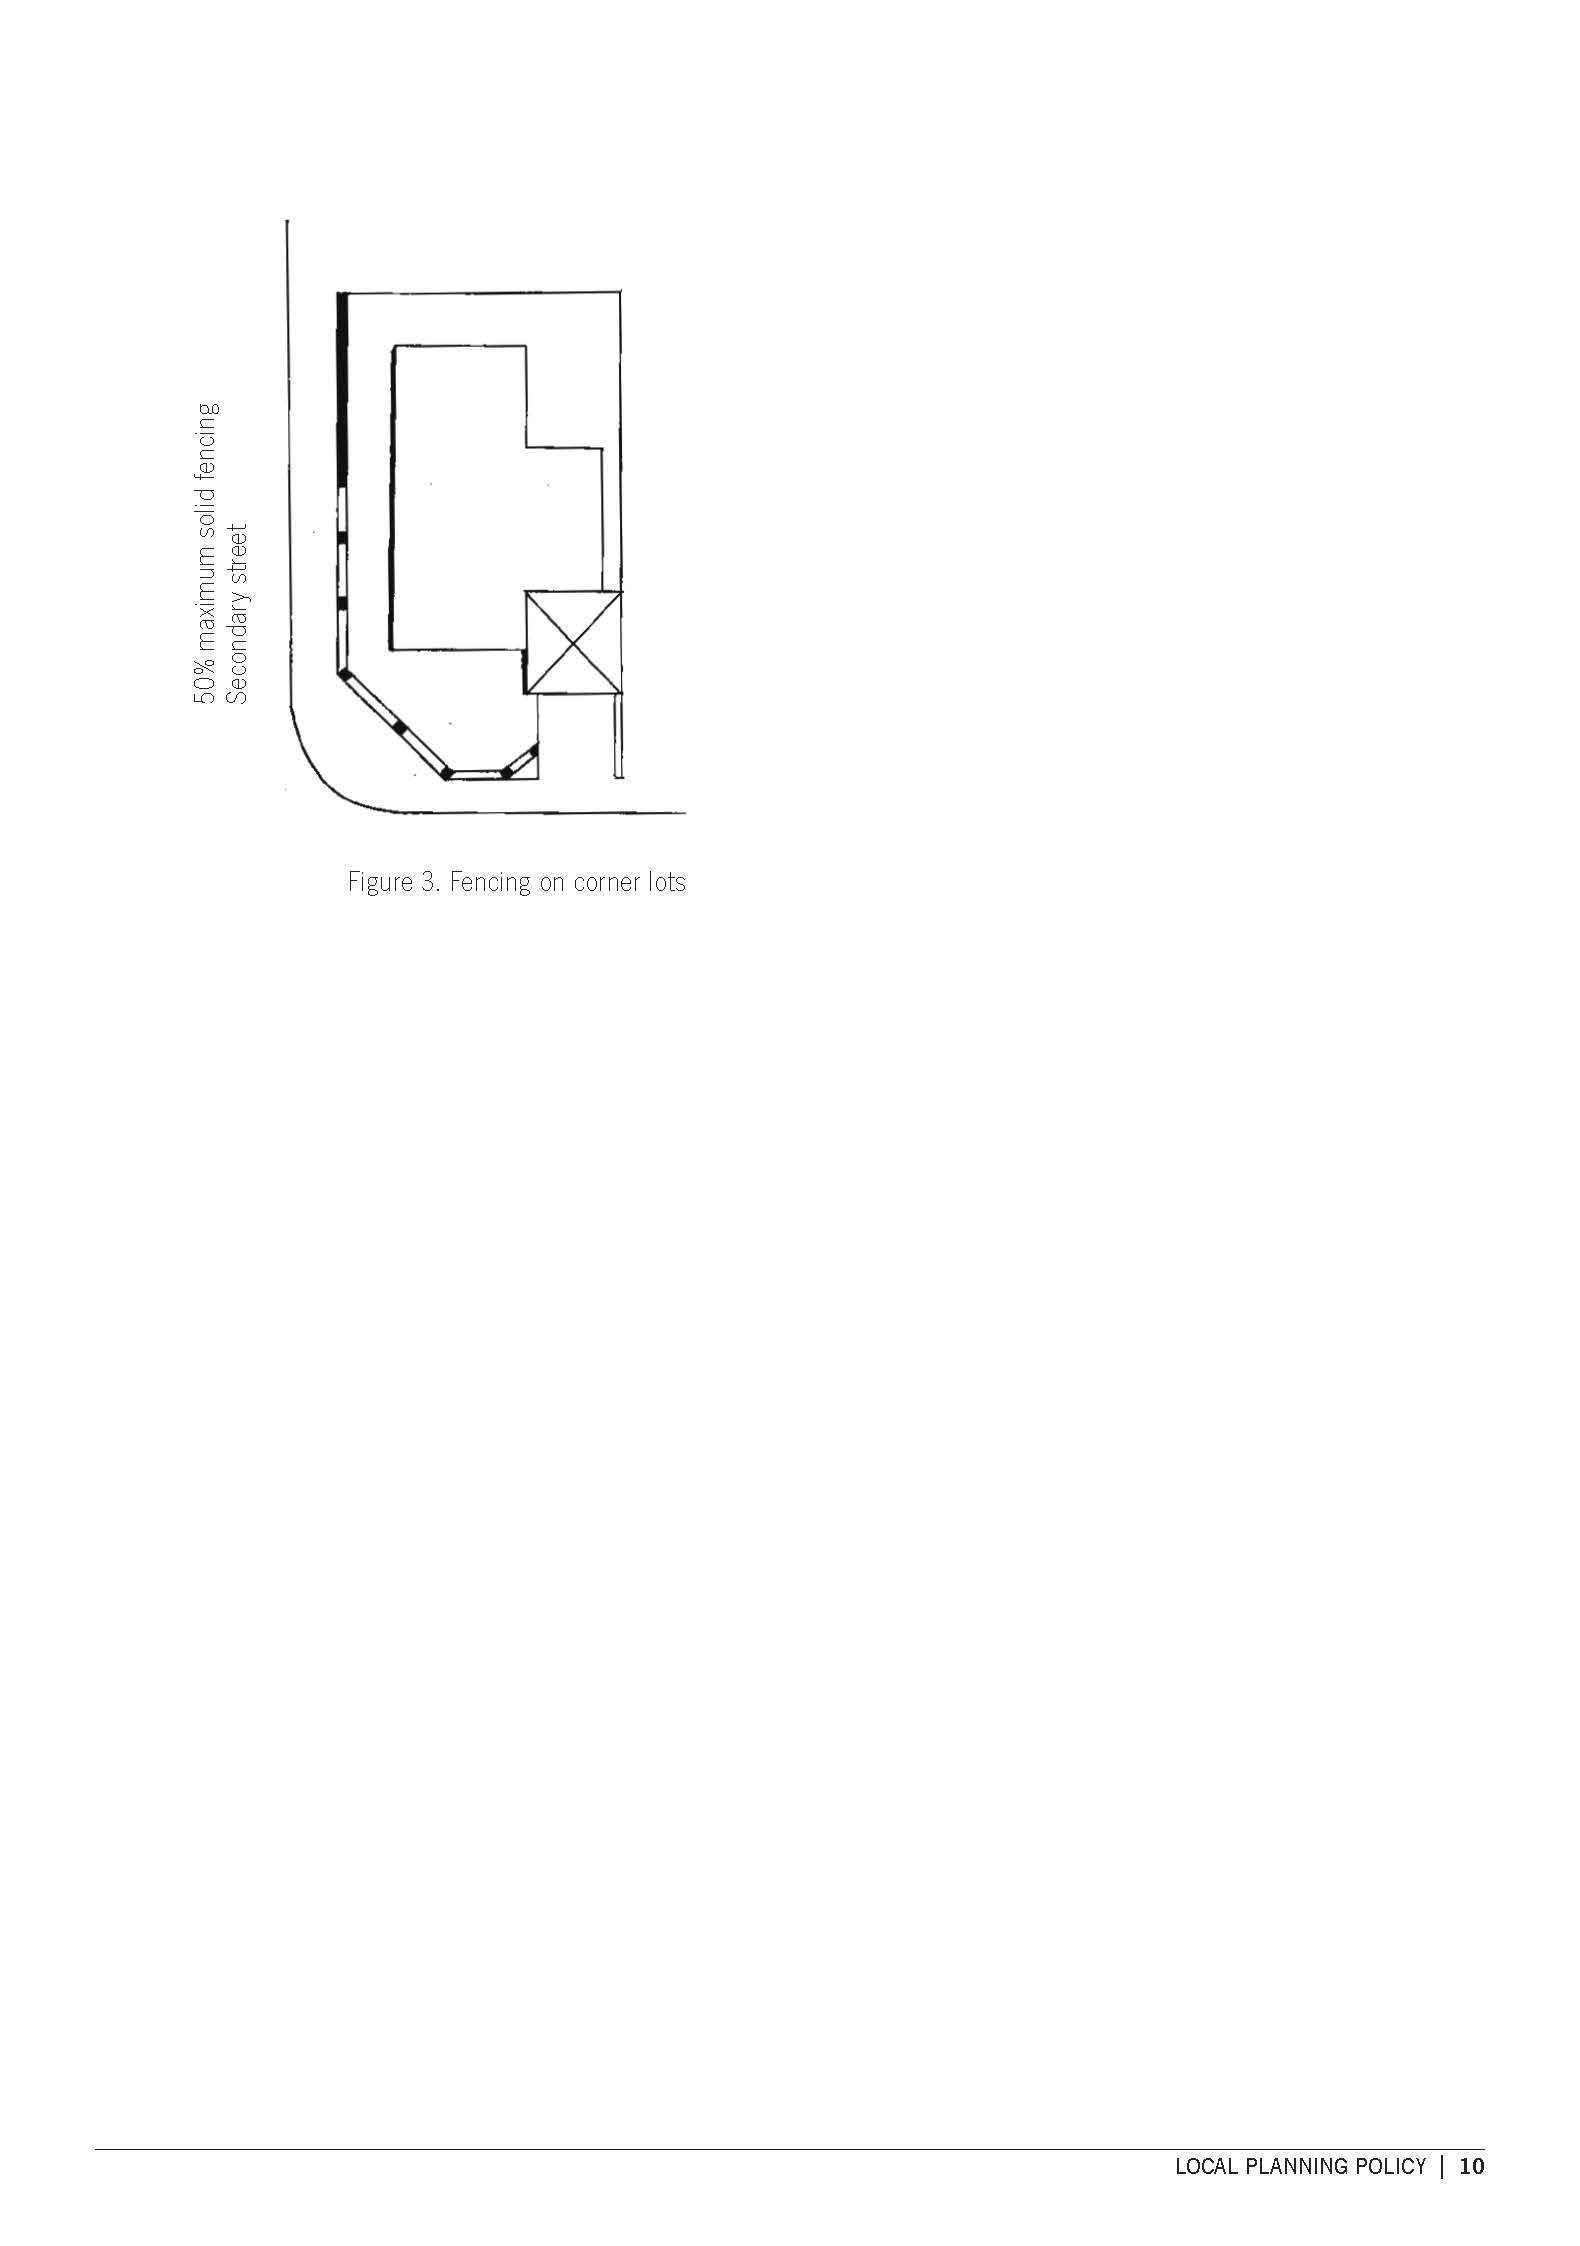 50% maximum solid fencing
Secondary street
Figure 3. Fencing on corner lots
LOCAL PLANNING POLICY | 10